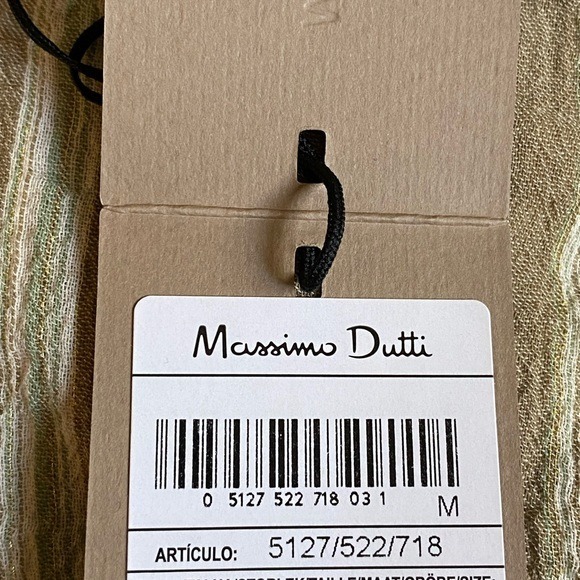 Massimo Dutti
0 5127 522 718 03 1
M
ARTÍCULO: 5127/522/718